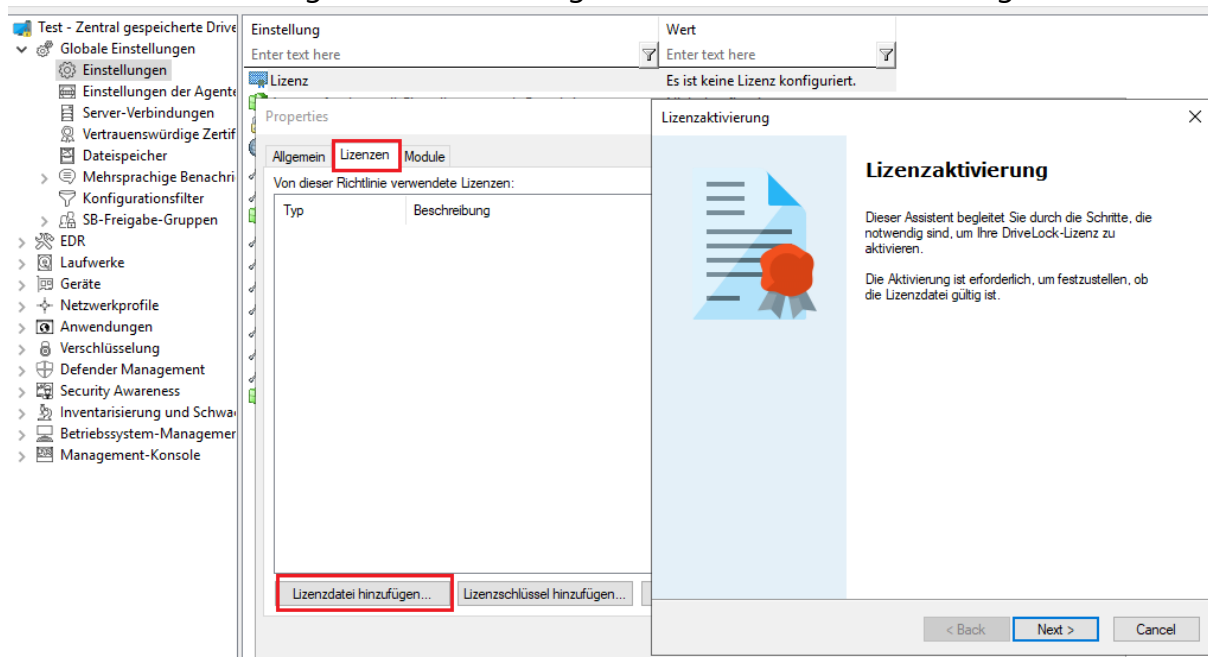 Test - Zentral gespeicherte Drive
Globale Einstellungen
Einstellungen
Einstellungen der Agente
Server-Verbindungen
Vertrauenswürdige Zertif
Dateispeicher
Mehrsprachige Benachri
Konfigurationsfilter
SB-Freigabe-Gruppen
EDR
Laufwerke
Geräte
Netzwerkprofile
Anwendungen
Verschlüsselung
Defender Management
Security Awareness
Inventarisierung und Schwa
Betriebssystem-Managemen
Management-Konsole
Einstellung Wert
Enter text here Enter text here
Lizenz Es ist keine Lizenz konfiguriert.
Properties
Allgemein Lizenzen Module
Von dieser Richtlinie verwendete Lizenzen:
Typ Beschreibung
Lizenzdatei hinzufügen... Lizenzschlüssel hinzufügen...
Lizenzaktivierung
Lizenzaktivierung
Dieser Assistent begleitet Sie durch die Schritte, die
notwendig sind, um Ihre DriveLock-Lizenz zu
aktivieren.
Die Aktivierung ist erforderlich, um festzustellen, ob
die Lizenzdatei gültig ist.
< Back Next > Cancel